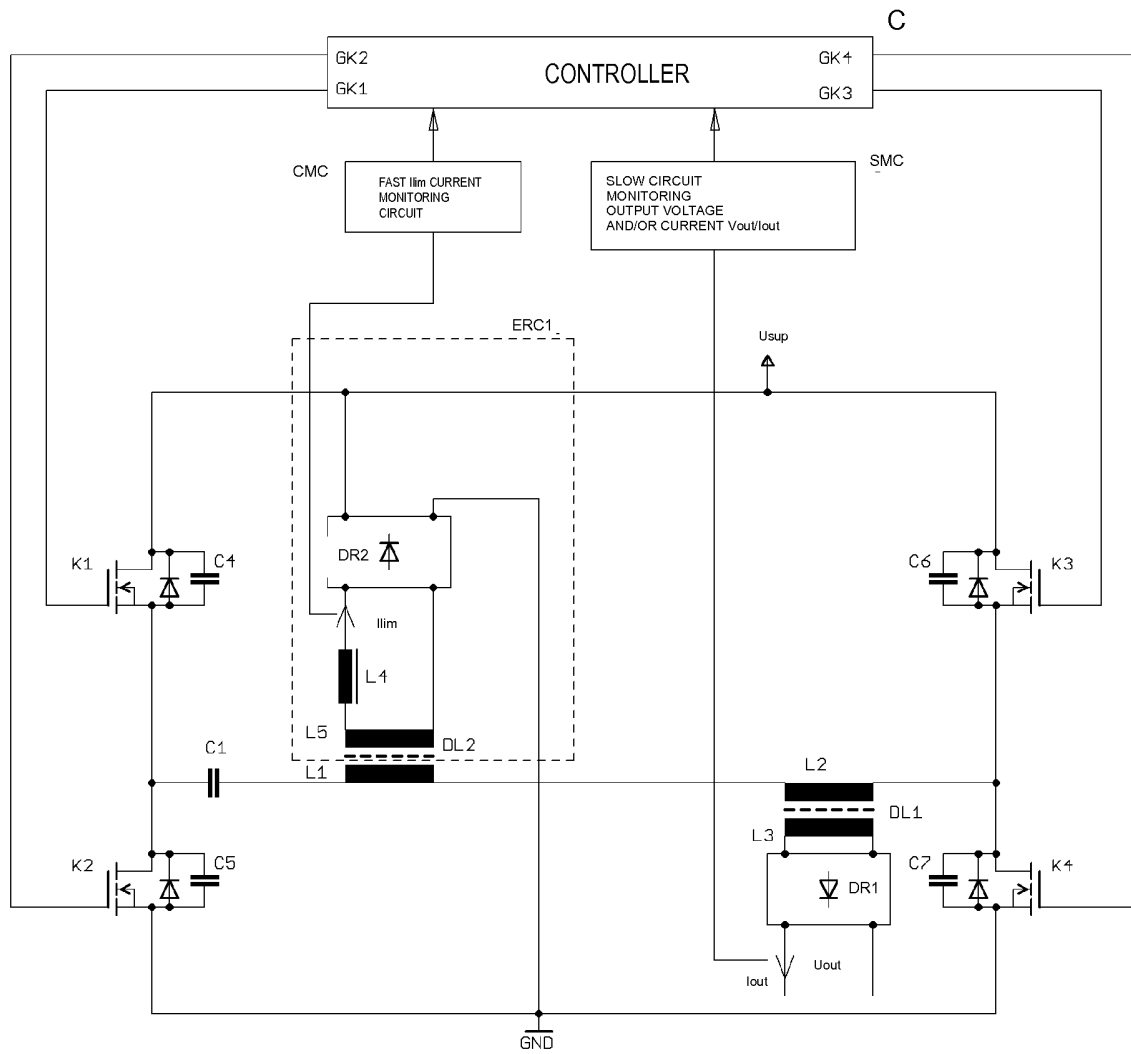 C
GK2
GK4
CONTROLLER
GK1
GK3
CMC
FAST Ilim CURRENT
MONITORING
CIRCUIT
SMC
SLOW CIRCUIT
MONITORING
OUTPUT VOLTAGE
AND/OR CURRENT Vout/Iout
ERC1
Usup
DR2
K1
C4
C6
K3
Ilim
L4
L5
DL2
C1
L1
L2
DL1
L3
K2
C5
C7
K4
DR1
Uout
Iout
GND